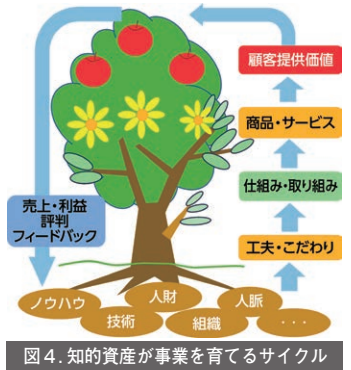 顧客提供価値
商品・サービス
仕組み・取り組み
工夫・こだわり
売上・利益
評判
フィードバック
ノウハウ
人財
人脈
技術
組織
・・・
図4.知的資産が事業を育てるサイクル